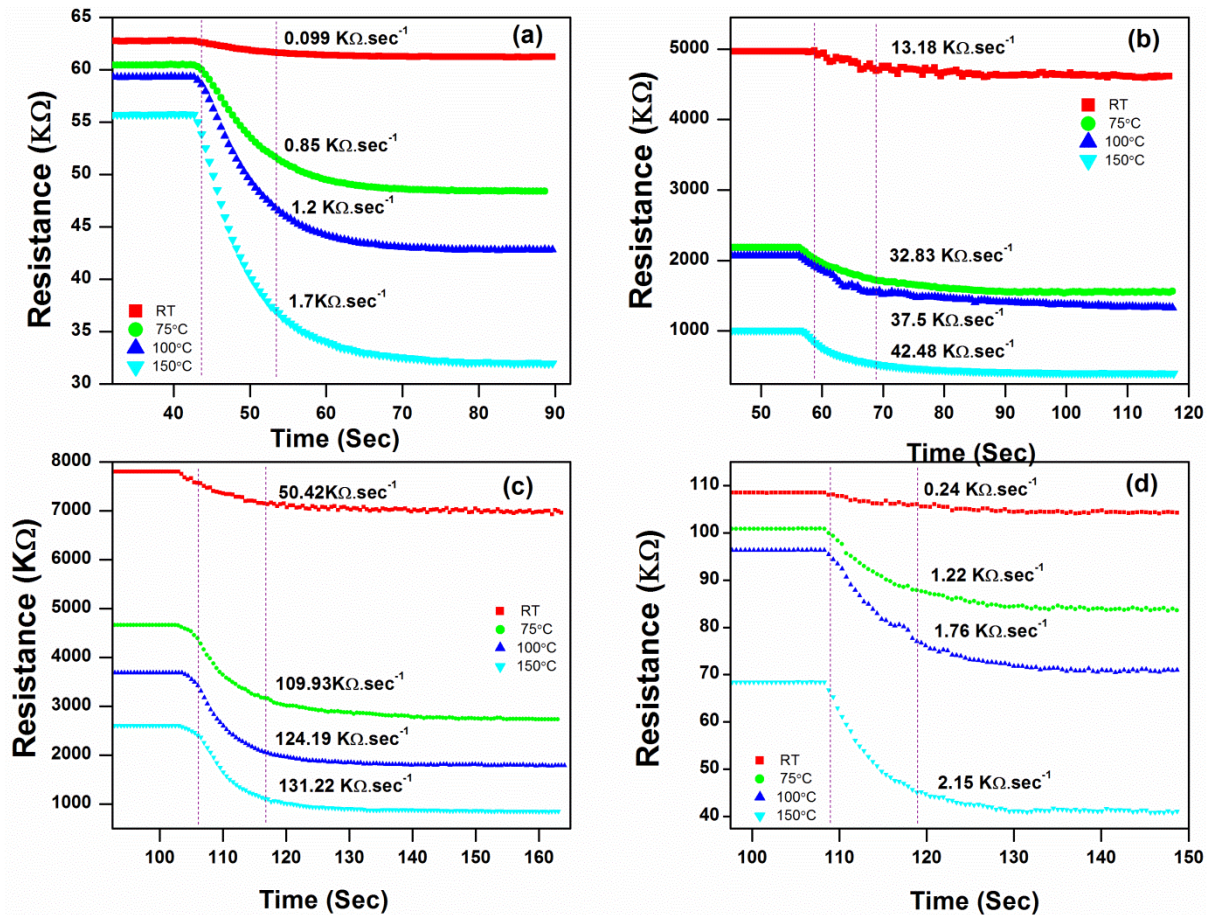 (a)
Resistance (KΩ)
65
60
55
50
45
43
36
33
30
0.099 KΩ.sec⁻¹
0.85 KΩ.sec⁻¹
1.2 KΩ.sec⁻¹
1.7KΩ.sec⁻¹
RT
75°C
100°C
150°C
40 50 60 70 80 90
Time (Sec)
(b)
Resistance (KΩ)
5000
4000
3000
2000
1000
13.18 KΩ.sec⁻¹
RT
75°C
100°C
150°C
32.83 KΩ.sec⁻¹
37.5 KΩ.sec⁻¹
42.48 KΩ.sec⁻¹
50 60 70 80 90 100 110 120
Time (Sec)
(c)
Resistance (KΩ)
8000
7000
6000
5000
4000
3000
2000
1000
50.42KΩ.sec⁻¹
RT
75°C
100°C
150°C
109.93KΩ.sec⁻¹
124.19 KΩ.sec⁻¹
131.22 KΩ.sec⁻¹
100 110 120 130 140 150 160
Time (Sec)
(d)
Resistance (KΩ)
110
100
90
80
70
60
50
40
0.24 KΩ.sec⁻¹
1.22 KΩ.sec⁻¹
1.76 KΩ.sec⁻¹
2.15 KΩ.sec⁻¹
RT
75°C
100°C
150°C
100 110 120 130 140 150
Time (Sec)